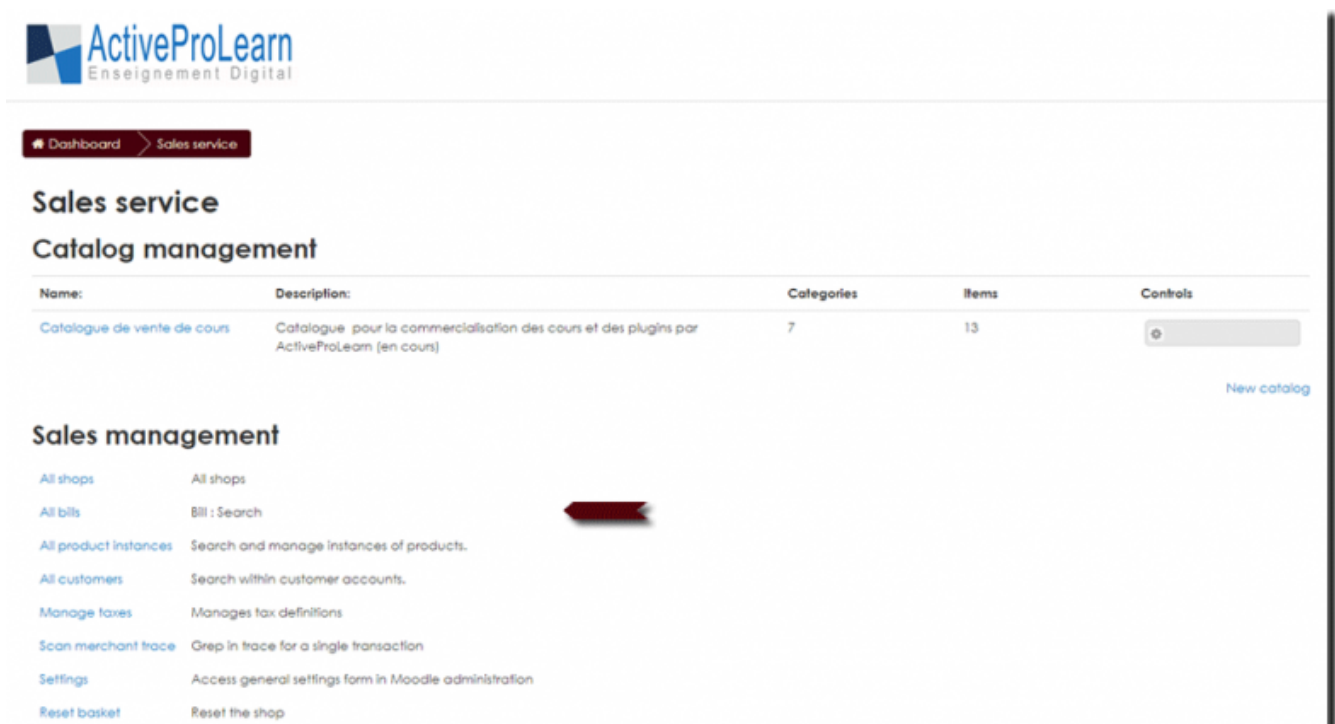 ActiveProLearn
Enseignement Digital
Dashboard Sales service
Sales service
Catalog management
Name: Description: Categories Items Controls
Catalogue de vente de cours Catalogue pour la commercialisation des cours et des plugins par 7 13
ActiveProLearn (en cours)
New catalog
Sales management
All shops All shops
All bills Bill : Search
All product instances Search and manage instances of products.
All customers Search within customer accounts.
Manage taxes Manages tax definitions
Scan merchant trace Grep in trace for a single transaction
Settings Access general settings form in Moodle administration
Reset basket Reset the shop